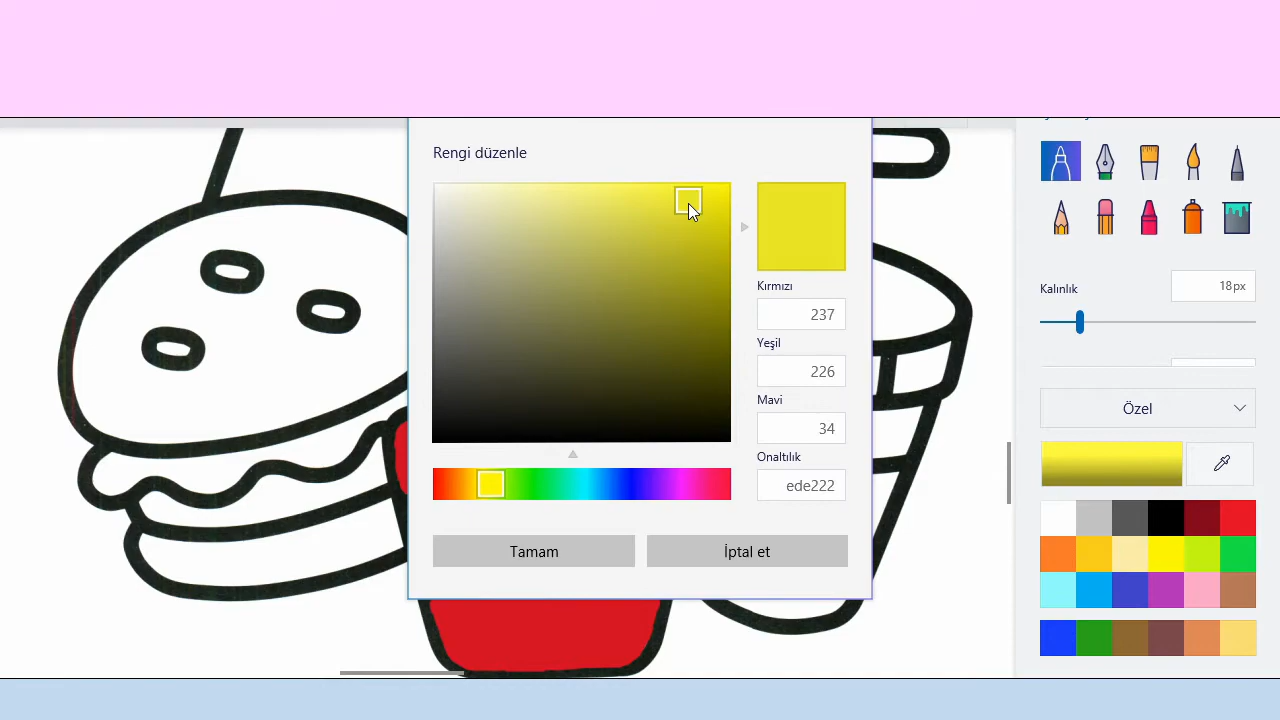 Rengi düzenle
Kırmızı
237
Yeşil
226
Mavi
34
Onaltılık
ede222
Tamam
İptal et
Kalınlık
18px
Özel